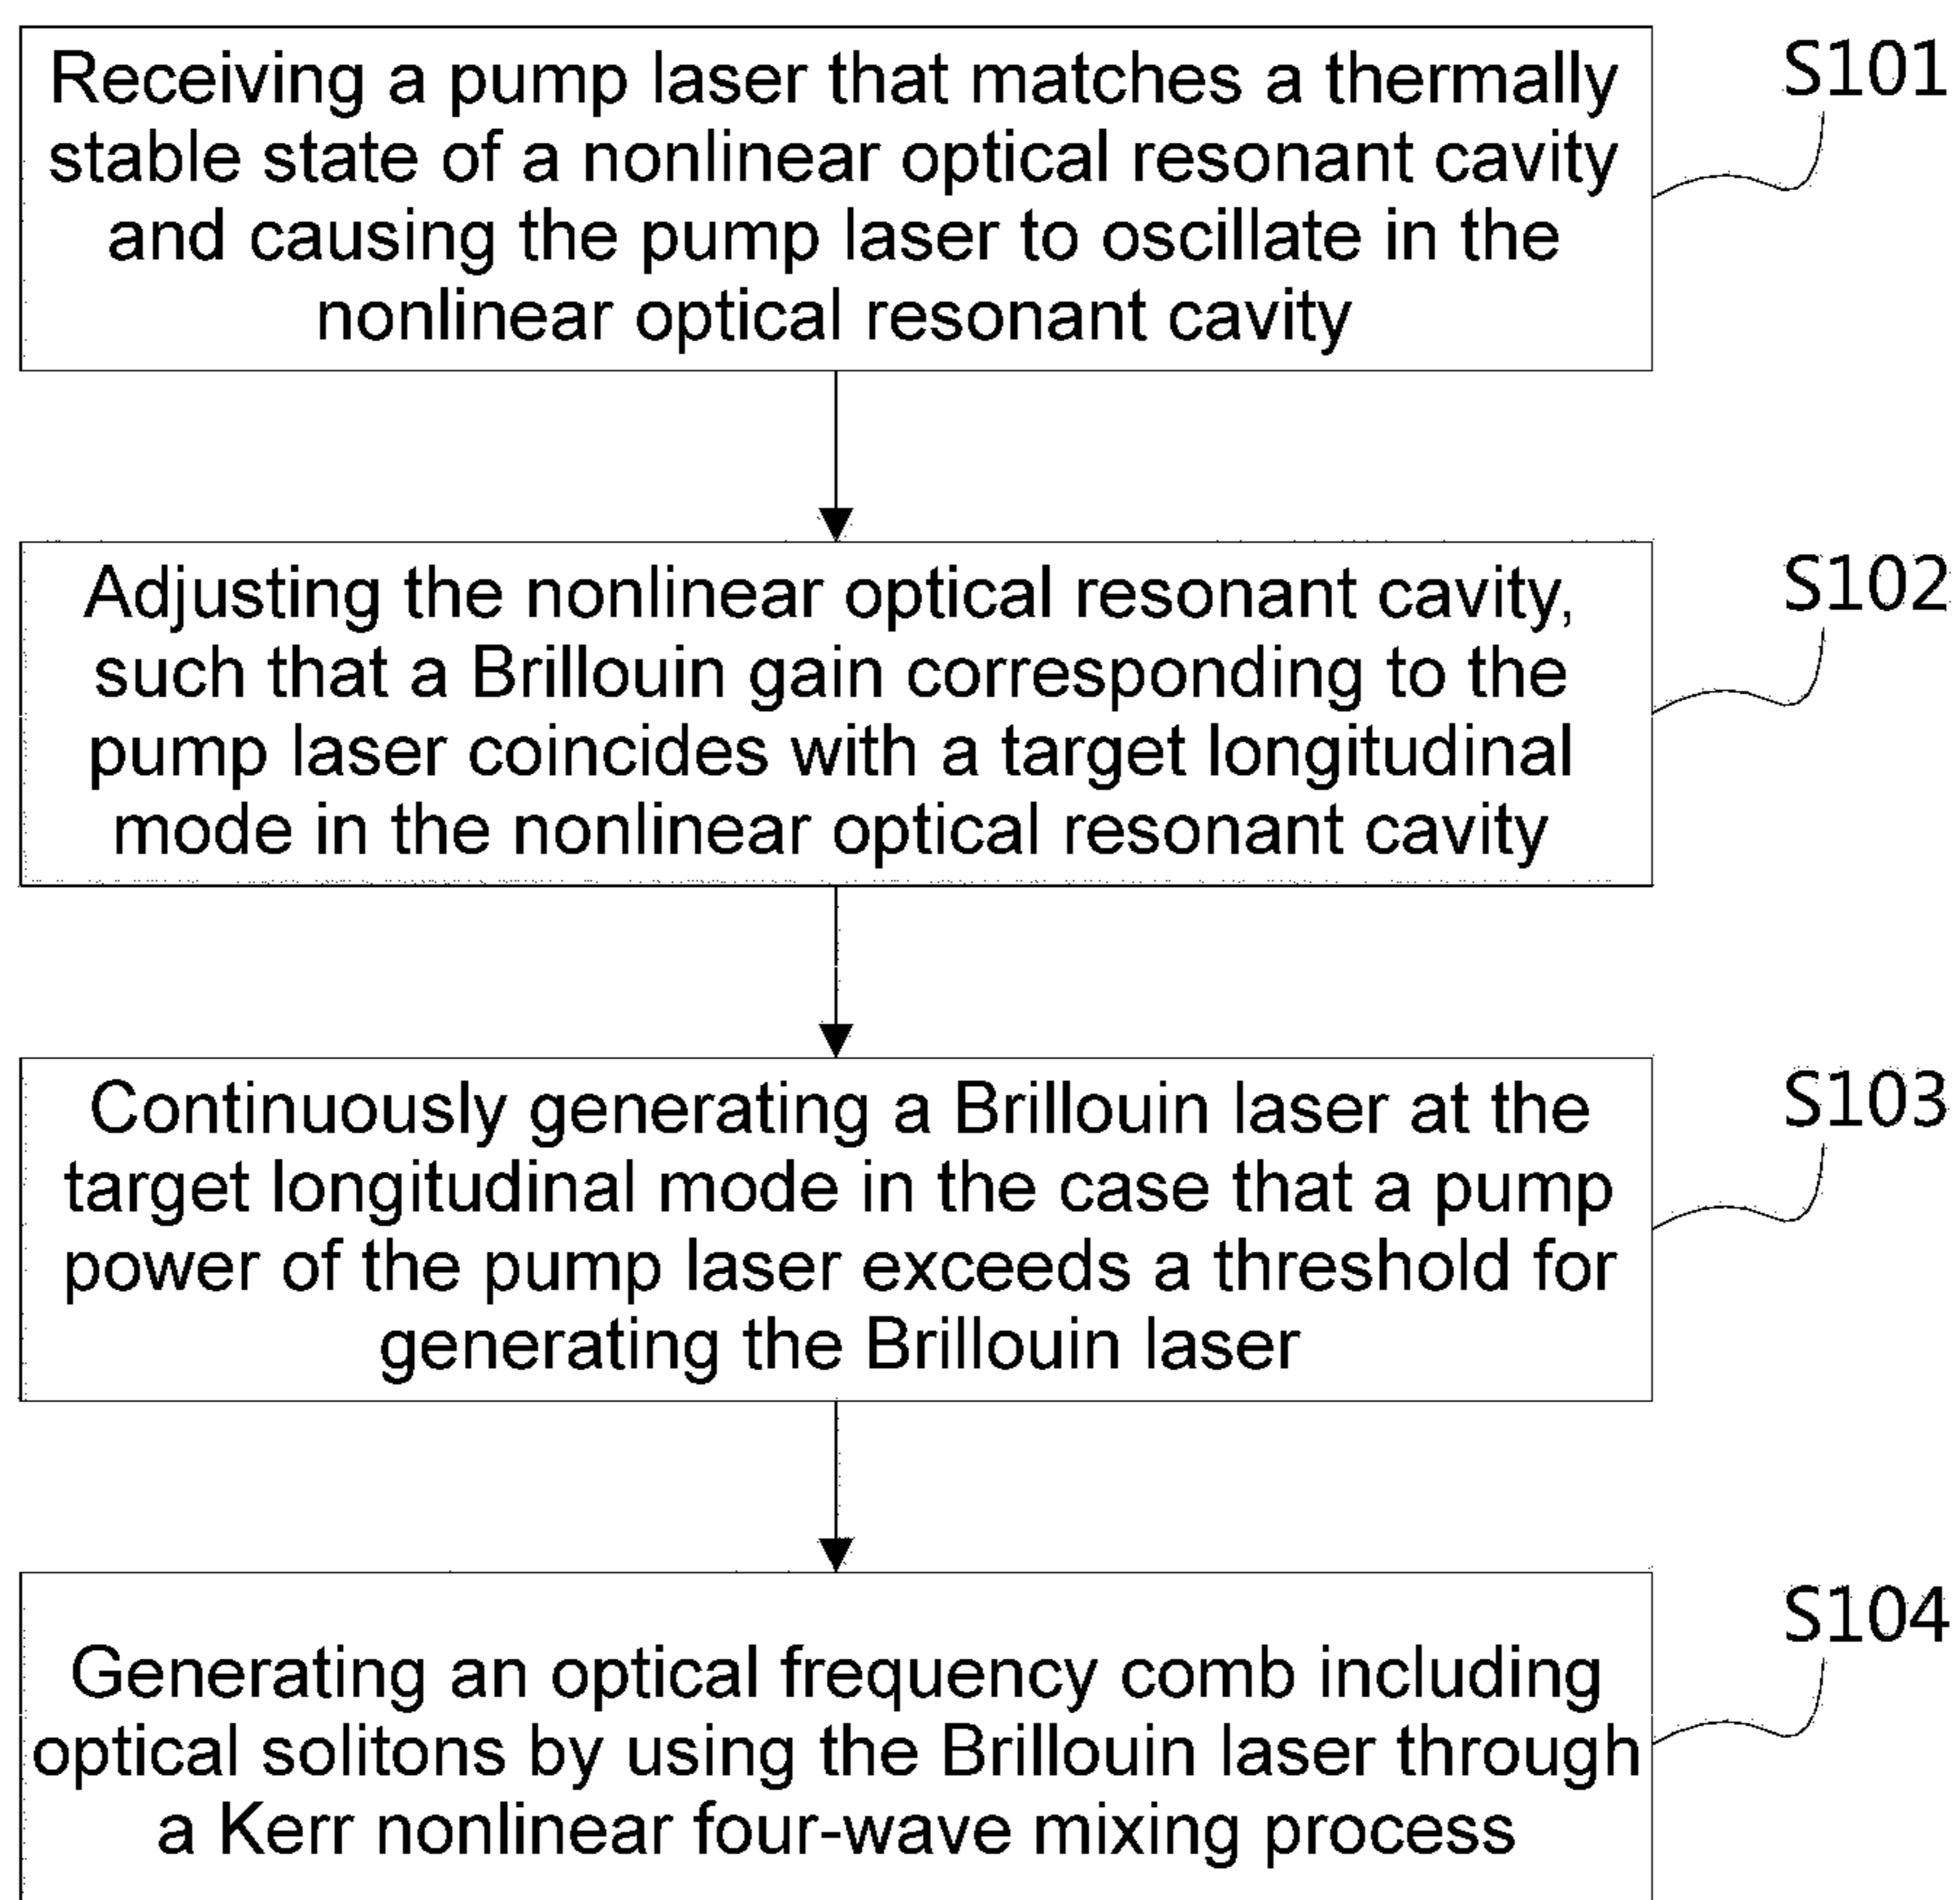 Receiving a pump laser that matches a thermally
stable state of a nonlinear optical resonant cavity
and causing the pump laser to oscillate in the
nonlinear optical resonant cavity
S101
Adjusting the nonlinear optical resonant cavity,
such that a Brillouin gain corresponding to the
pump laser coincides with a target longitudinal
mode in the nonlinear optical resonant cavity
S102
Continuously generating a Brillouin laser at the
target longitudinal mode in the case that a pump
power of the pump laser exceeds a threshold for
generating the Brillouin laser
S103
Generating an optical frequency comb including
optical solitons by using the Brillouin laser through
a Kerr nonlinear four-wave mixing process
S104